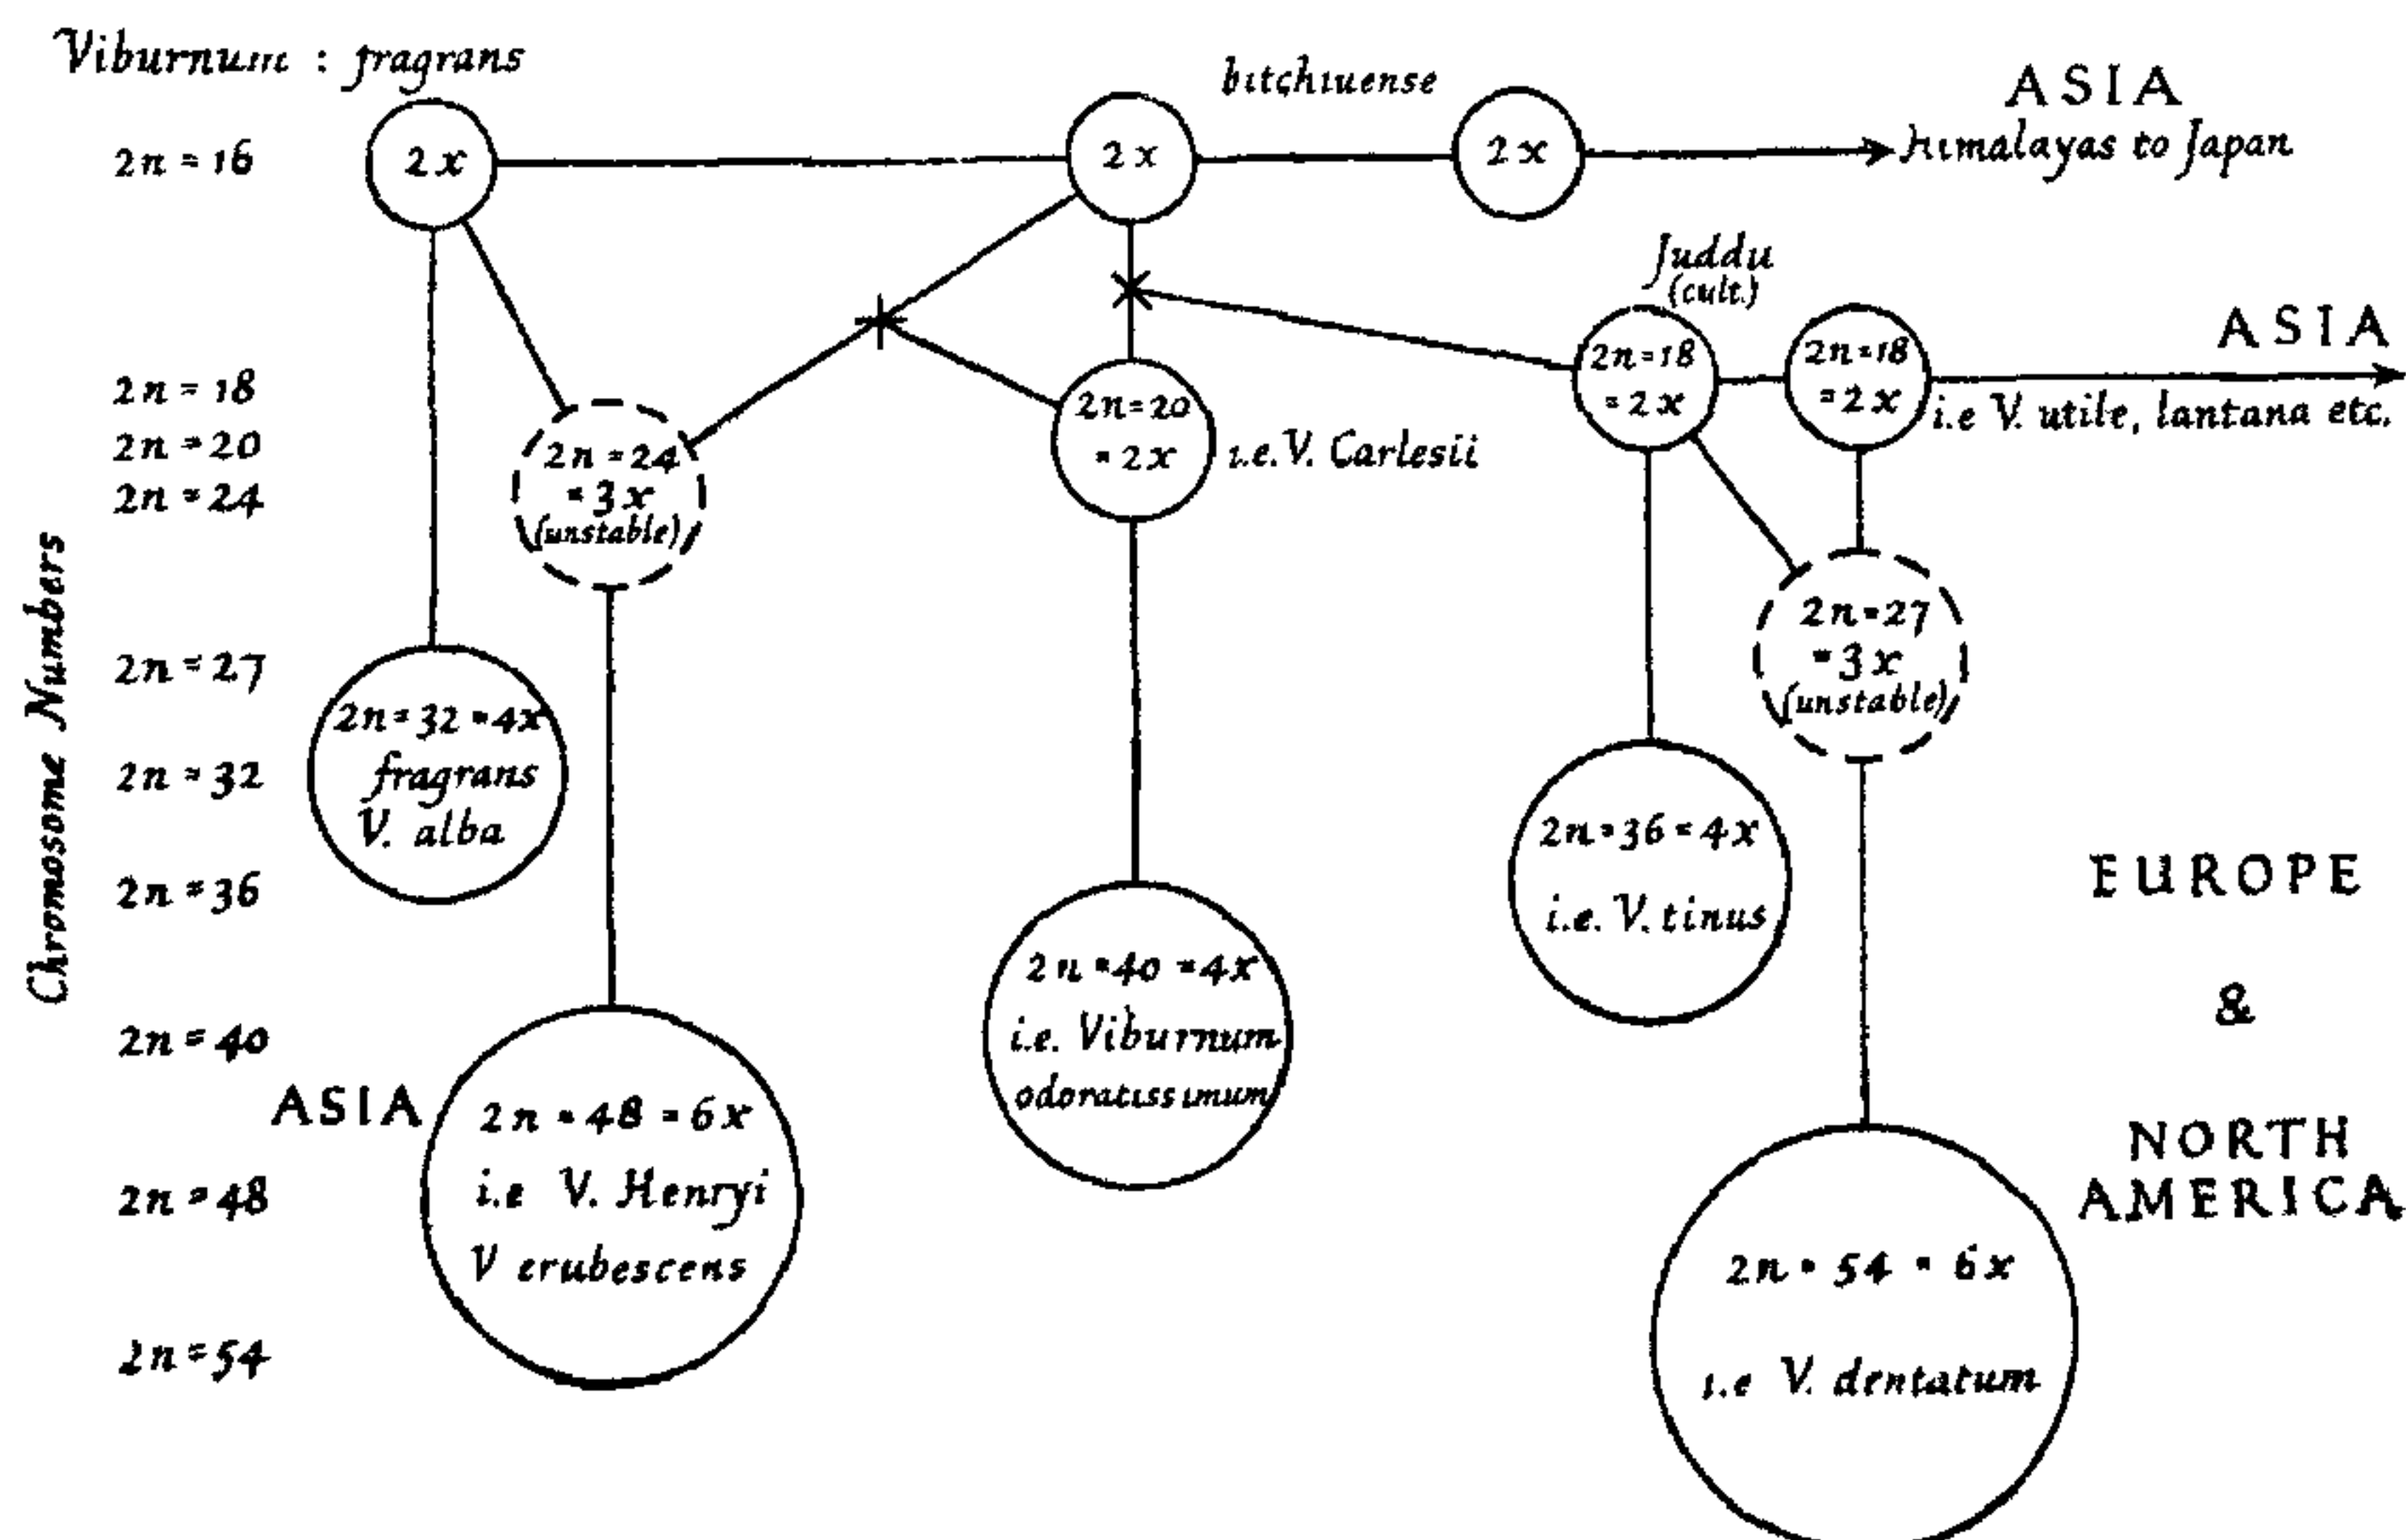 Viburnum : fragrans
bitchiuense
ASIA
Himalayas to Japan
2n = 16
2x
2x
2x
Juddii
(cult.)
ASIA
i.e V. utile, lantana etc.
2n = 18
2n = 20
2n = 24
2n = 24
= 3x
(unstable)
2n = 20
= 2x
i.e. V. Carlesii
2n = 18
= 2x
2n = 18
= 2x
Chromosome Numbers
2n = 27
2n = 32
2n = 36
2n = 40
2n = 48
2n = 54
2n = 32 = 4x
fragrans
V. alba
2n = 27
= 3x
(unstable)
2n = 36 = 4x
i.e. V. tinus
EUROPE
&
NORTH
AMERICA
2n = 40 = 4x
i.e. Viburnum
odoratissimum
ASIA
2n = 48 = 6x
i.e V. Henryi
V erubescens
2n = 54 = 6x
i.e V. dentatum